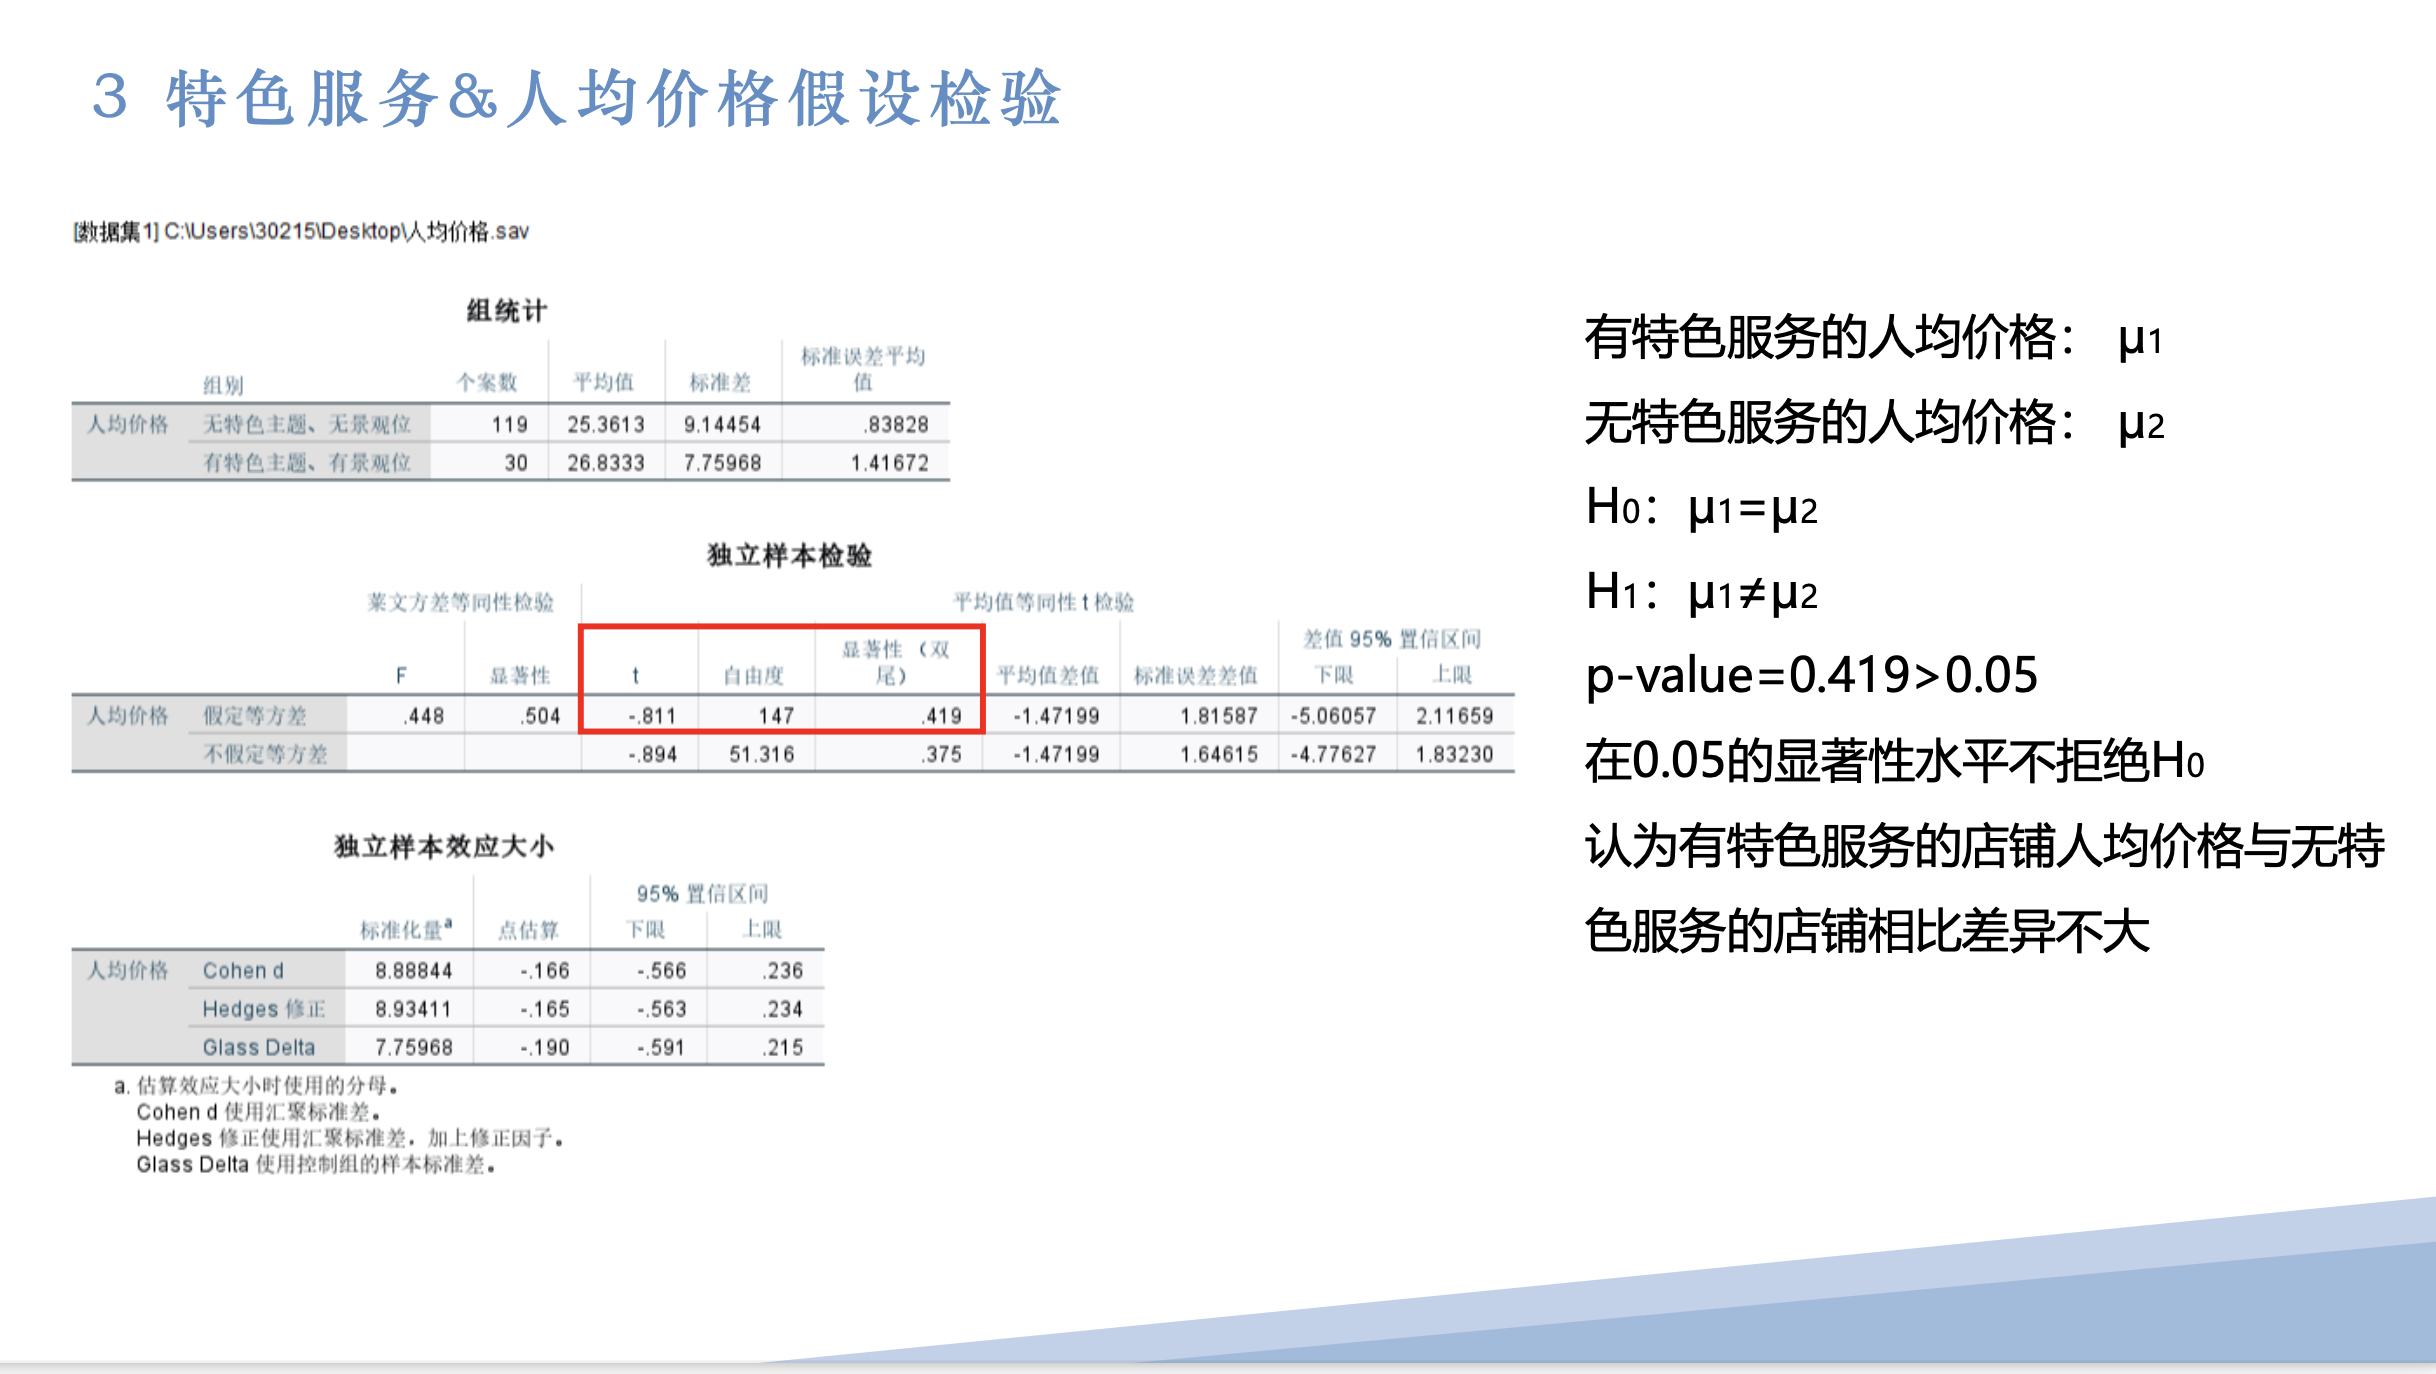 3 特色服务&人均价格假设检验
[数据集1] C:\Users\30215\Desktop\人均价格.sav
组统计
组别 个案数 平均值 标准差 标准误差平均值
人均价格 无特色主题、无景观位 119 25.3613 9.14454 .83828
有特色主题、有景观位 30 26.8333 7.75968 1.41672
独立样本检验
莱文方差等同性检验 平均值等同性 t 检验
差值 95% 置信区间
F 显著性 t 自由度 显著性（双尾） 平均值差值 标准误差差值 下限 上限
人均价格 假定等方差 .448 .504 -.811 147 .419 -1.47199 1.81587 -5.06057 2.11659
不假定等方差 -.894 51.316 .375 -1.47199 1.64615 -4.77627 1.83230
独立样本效应大小
95% 置信区间
标准化量a 点估算 下限 上限
人均价格 Cohen d 8.88844 -.166 -.566 .236
Hedges 修正 8.93411 -.165 -.563 .234
Glass Delta 7.75968 -.190 -.591 .215
a. 估算效应大小时使用的分母。
Cohen d 使用汇聚标准差。
Hedges 修正使用汇聚标准差，加上修正因子。
Glass Delta 使用控制组的样本标准差。
有特色服务的人均价格： μ1
无特色服务的人均价格： μ2
H0：μ1=μ2
H1：μ1≠μ2
p-value=0.419>0.05
在0.05的显著性水平不拒绝H0
认为有特色服务的店铺人均价格与无特
色服务的店铺相比差异不大